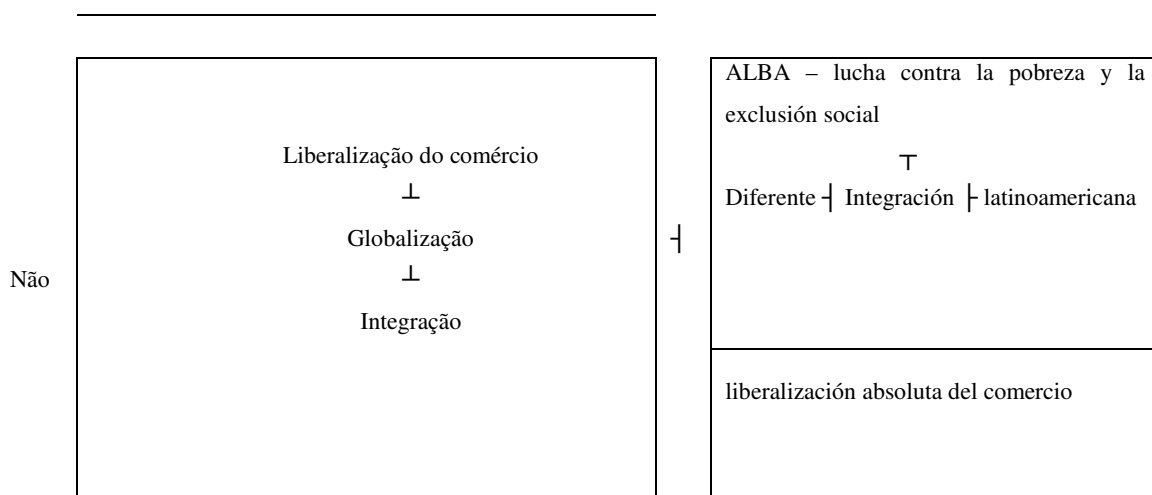 ALBA – lucha contra la pobreza y la
exclusión social
Liberalização do comércio
┬
┴
Diferente ┤ Integración ├ latinoamericana
Globalização
┤
┴
Não
Integração
liberalización absoluta del comercio